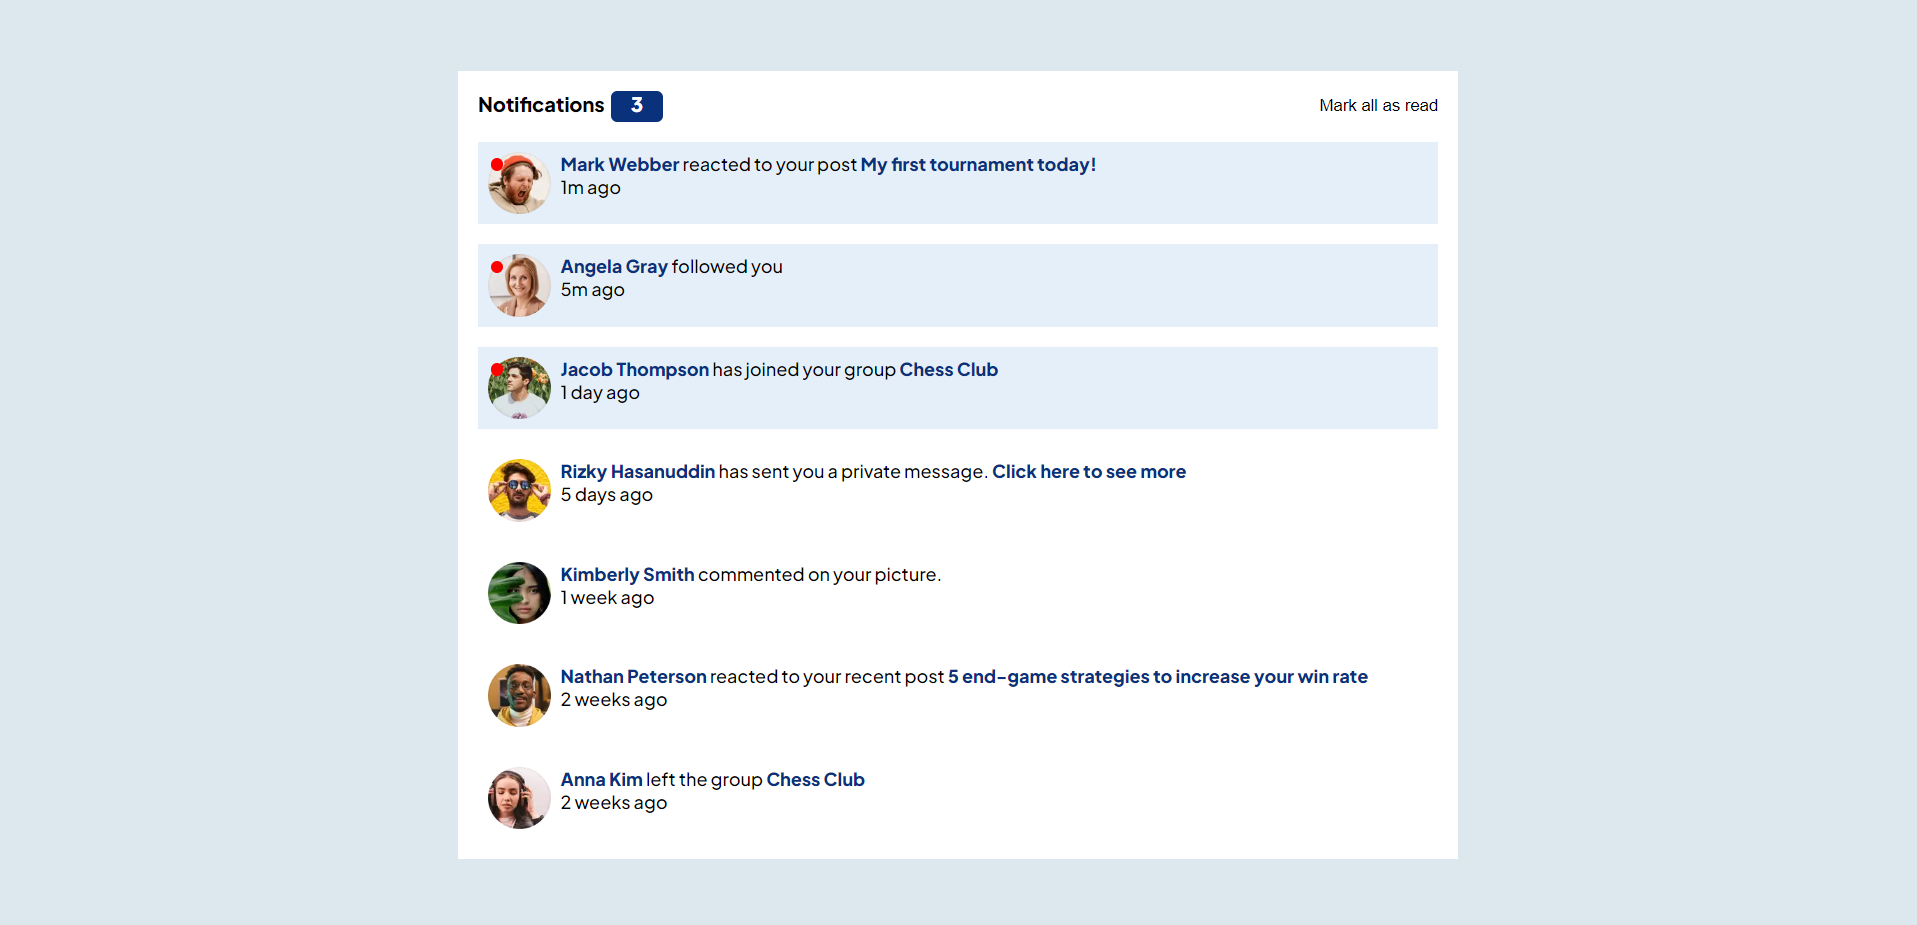 Notifications 3 Mark all as read
Mark Webber reacted to your post My first tournament today!
1m ago
Angela Gray followed you
5m ago
Jacob Thompson has joined your group Chess Club
1 day ago
Rizky Hasanuddin has sent you a private message. Click here to see more
5 days ago
Kimberly Smith commented on your picture.
1 week ago
Nathan Peterson reacted to your recent post 5 end-game strategies to increase your win rate
2 weeks ago
Anna Kim left the group Chess Club
2 weeks ago